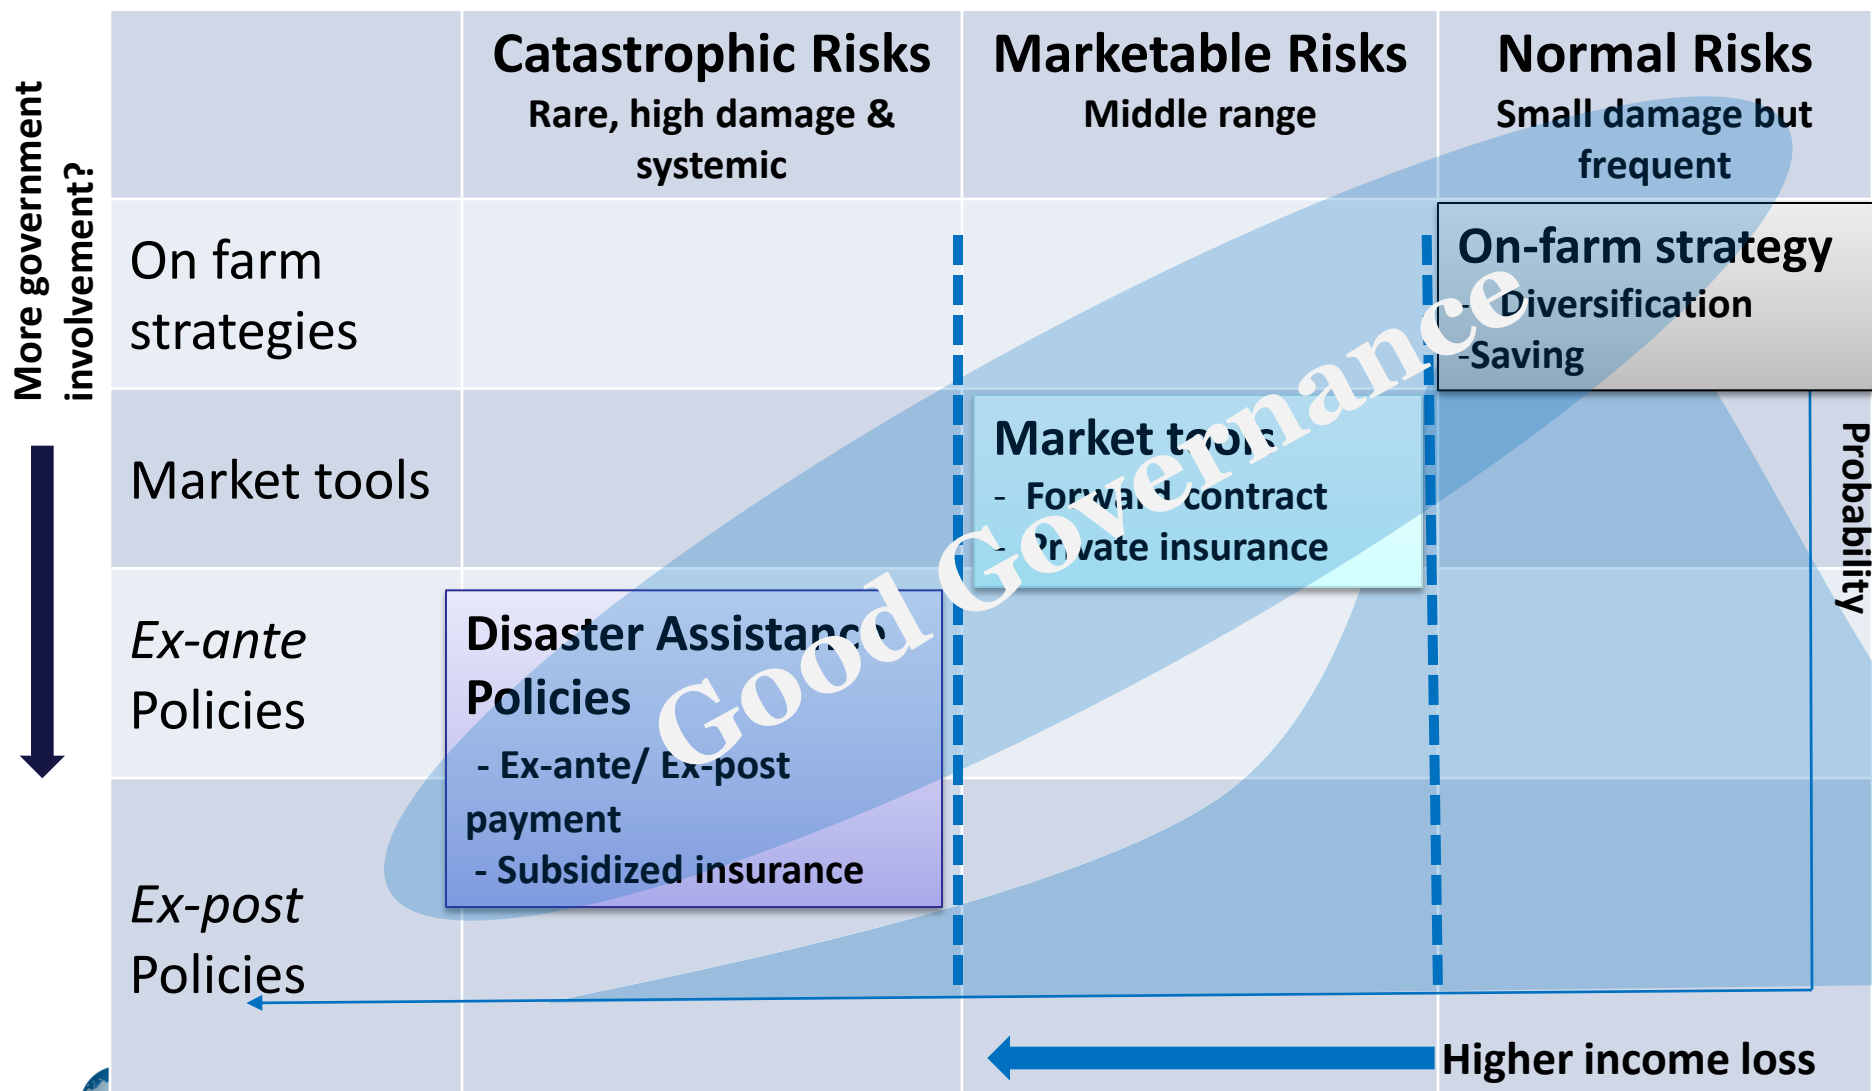 More government
involvement?
Catastrophic Risks
Rare, high damage &
systemic
Marketable Risks
Middle range
Normal Risks
Small damage but
frequent
On farm
strategies
On-farm strategy
- Diversification
-Saving
Market tools
Market tools
- Forward contract
- Private insurance
Probability
Ex-ante
Policies
Disaster Assistance
Policies
- Ex-ante/ Ex-post
payment
- Subsidized insurance
Ex-post
Policies
Good Governance
Higher income loss